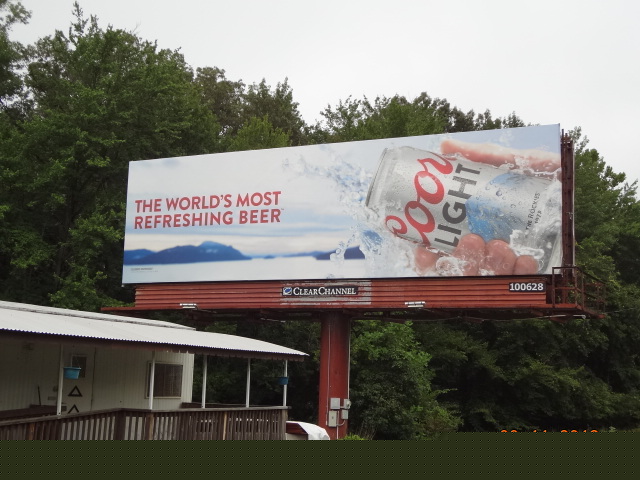 THE WORLD'S MOST
REFRESHING BEER
Coors
LIGHT
CLEARCHANNEL
100628